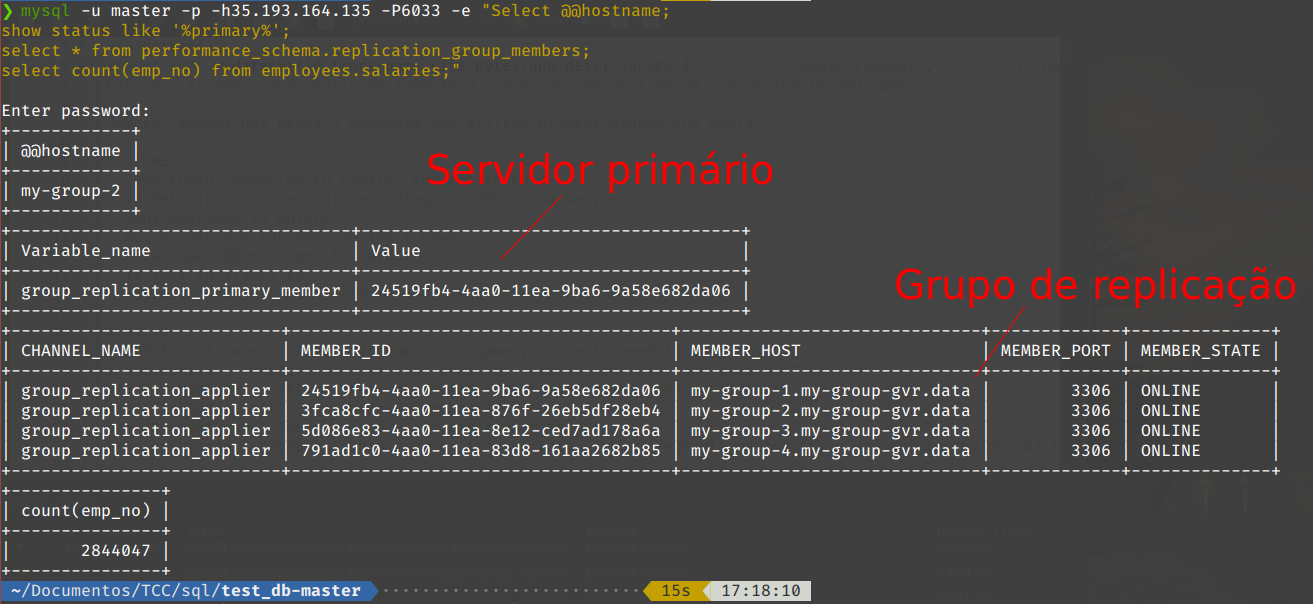 ❯ mysql -u master -p -h35.193.164.135 -P6033 -e "Select @@hostname;
show status like '%primary%';
select * from performance_schema.replication_group_members;
select count(emp_no) from employees.salaries;"
Enter password:
+------------+
| @@hostname |
+------------+
| my-group-2 |
+------------+
Servidor primário
+----------------------------------+--------------------------------------+
| Variable_name | Value |
+----------------------------------+--------------------------------------+
| group_replication_primary_member | 24519fb4-4aa0-11ea-9ba6-9a58e682da06 |
+----------------------------------+--------------------------------------+
Grupo de replicação
+---------------------------+--------------------------------------+------------------------------+-------------+--------------+
| CHANNEL_NAME | MEMBER_ID | MEMBER_HOST | MEMBER_PORT | MEMBER_STATE |
+---------------------------+--------------------------------------+------------------------------+-------------+--------------+
| group_replication_applier | 24519fb4-4aa0-11ea-9ba6-9a58e682da06 | my-group-1.my-group-gvr.data | 3306 | ONLINE |
| group_replication_applier | 3fca8cfc-4aa0-11ea-876f-26eb5df28eb4 | my-group-2.my-group-gvr.data | 3306 | ONLINE |
| group_replication_applier | 5d086e83-4aa0-11ea-8e12-ced7ad178a6a | my-group-3.my-group-gvr.data | 3306 | ONLINE |
| group_replication_applier | 791ad1c0-4aa0-11ea-83d8-161aa2682b85 | my-group-4.my-group-gvr.data | 3306 | ONLINE |
+---------------------------+--------------------------------------+------------------------------+-------------+--------------+
+---------------+
| count(emp_no) |
+---------------+
| 2844047 |
+---------------+
~/Documentos/TCC/sql/test_db-master 15s 17:18:10